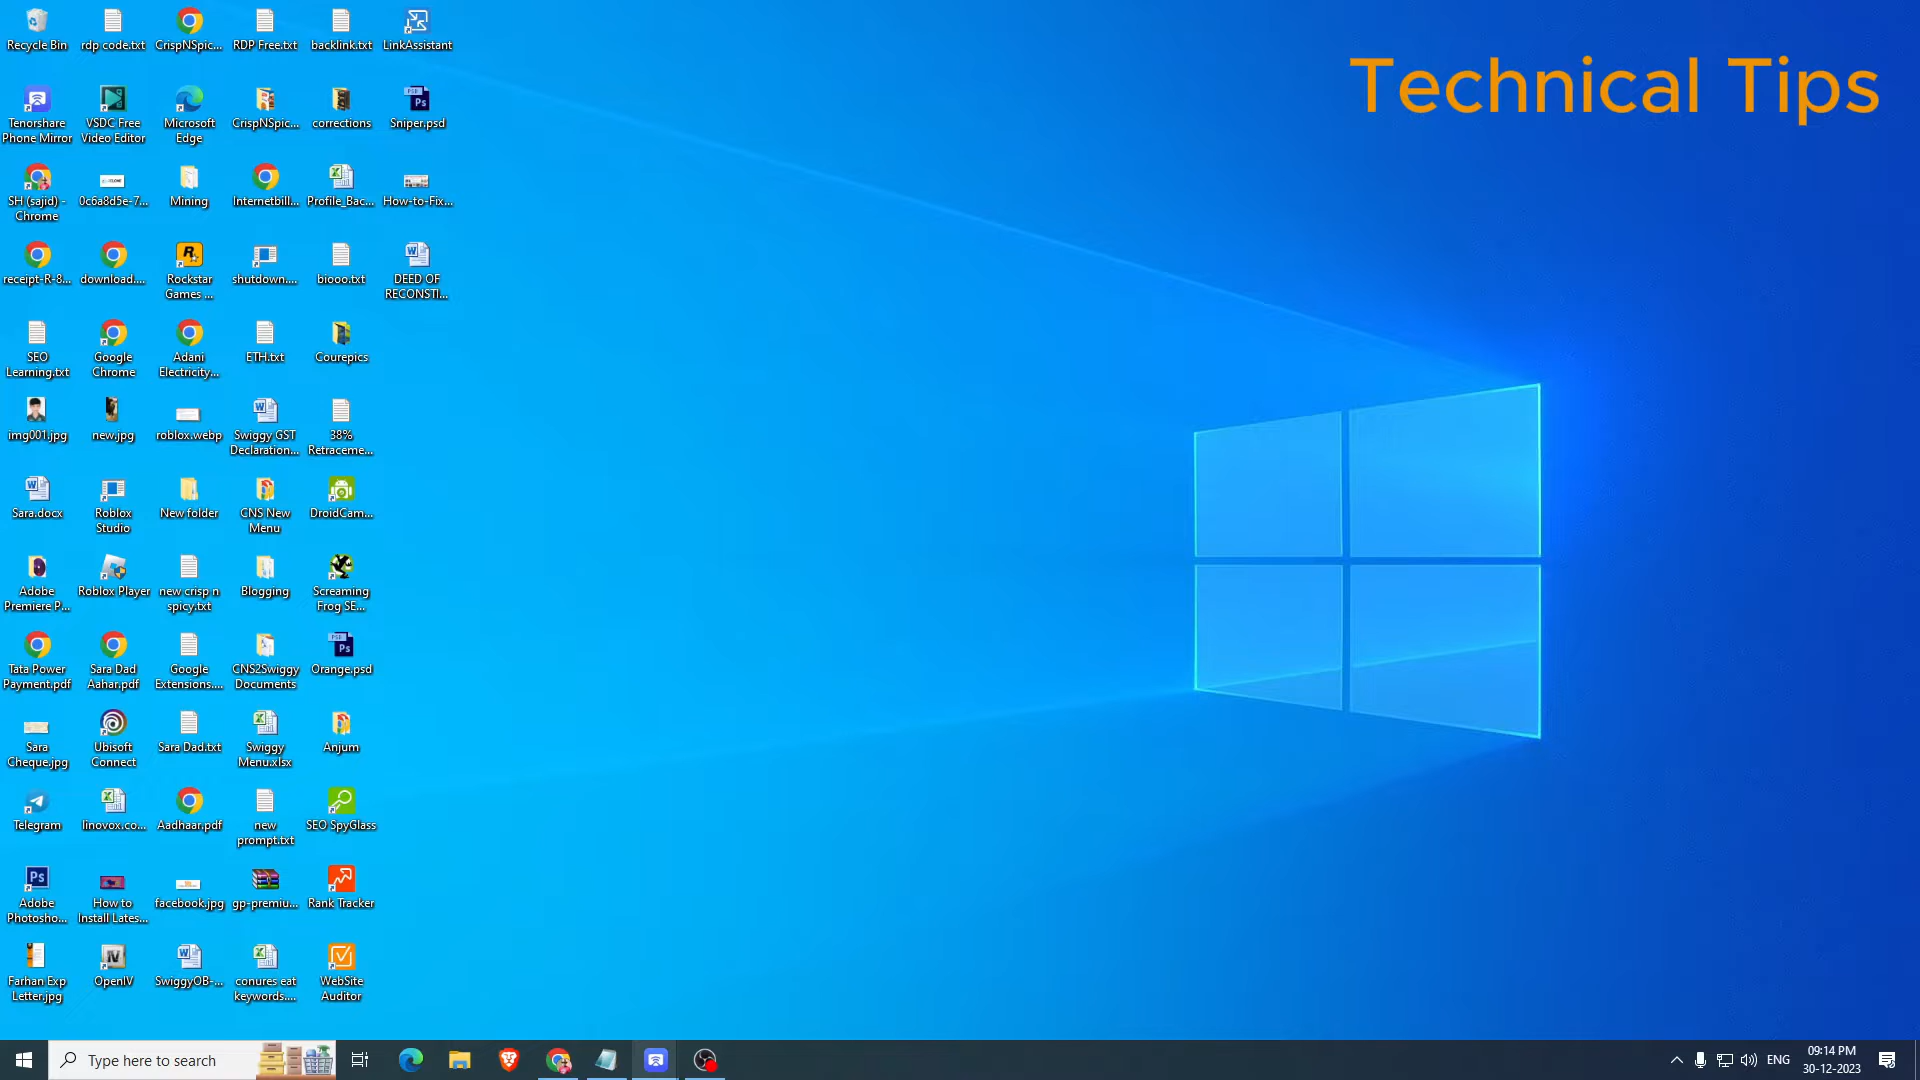 Technical Tips
Recycle Bin
rdp code.txt
CrispNSpic...
RDP Free.txt
backlink.txt
LinkAssistant
Tenorshare
Phone Mirror
VSDC Free
Video Editor
Microsoft
Edge
CrispNSpic...
corrections
Sniper.psd
SH (sajid) -
Chrome
0c6a8d5e-7...
Mining
Internetbill...
Profile_Bac...
How-to-Fix...
receipt-R-8...
download....
Rockstar
Games ...
shutdown....
biooo.txt
DEED OF
RECONSTI...
SEO
Learning.txt
Google
Chrome
Adani
Electricity...
ETH.txt
Courepics
img001.jpg
new.jpg
roblox.webp
Swiggy GST
Declaration...
38%
Retraceme...
Sara.docx
Roblox
Studio
New folder
CNS New
Menu
DroidCam...
Adobe
Premiere P...
Roblox Player
new crisp n
spicy.txt
Blogging
Screaming
Frog SE...
Tata Power
Payment.pdf
Sara Dad
Aahar.pdf
Google
Extensions....
CNS2Swiggy
Documents
Orange.psd
Sara
Cheque.jpg
Ubisoft
Connect
Sara Dad.txt
Swiggy
Menu.xlsx
Anjum
Telegram
linovox.co...
Aadhaar.pdf
new
prompt.txt
SEO SpyGlass
Adobe
Photosho...
How to
Install Lates...
facebook.jpg
gp-premiu...
Rank Tracker
Farhan Exp
Letter.jpg
OpenIV
SwiggyOB-...
conures eat
keywords....
WebSite
Auditor
Type here to search
ENG
09:14 PM
30-12-2023